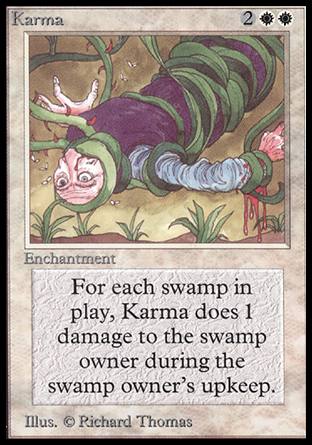 Karma 2
Enchantment
For each swamp in
play, Karma does 1
damage to the swamp
owner during the
swamp owner's upkeep.
Illus. © Richard Thomas